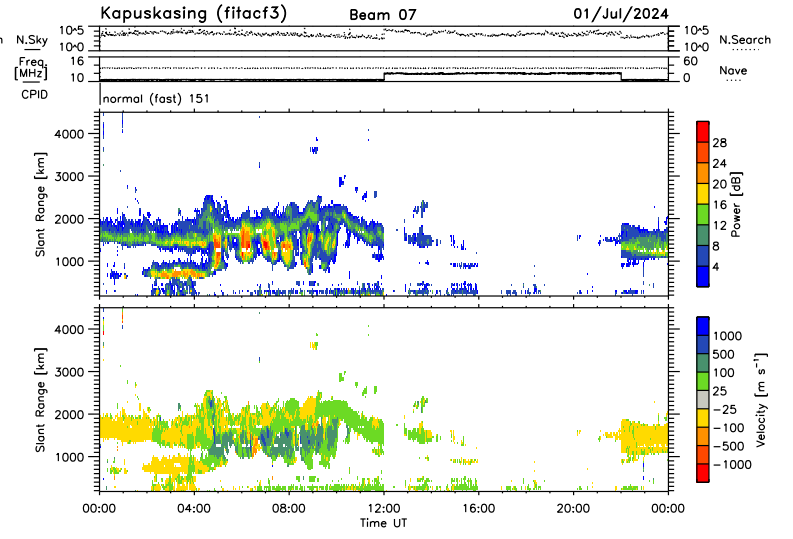 Kapuskasing (fitacf3) Beam 07 01/Jul/2024
N.Sky 10^5 10^0 10^5 10^0 N.Search
Freq. [MHz] 16 10 60 0 Nave
CPID normal (fast) 151
Slant Range [km] 4000 3000 2000 1000
28 24 20 16 12 8 4 Power [dB]
Slant Range [km] 4000 3000 2000 1000
1000 500 100 25 −25 −100 −500 −1000 Velocity [m s⁻¹]
00:00 04:00 08:00 12:00 16:00 20:00 00:00
Time UT